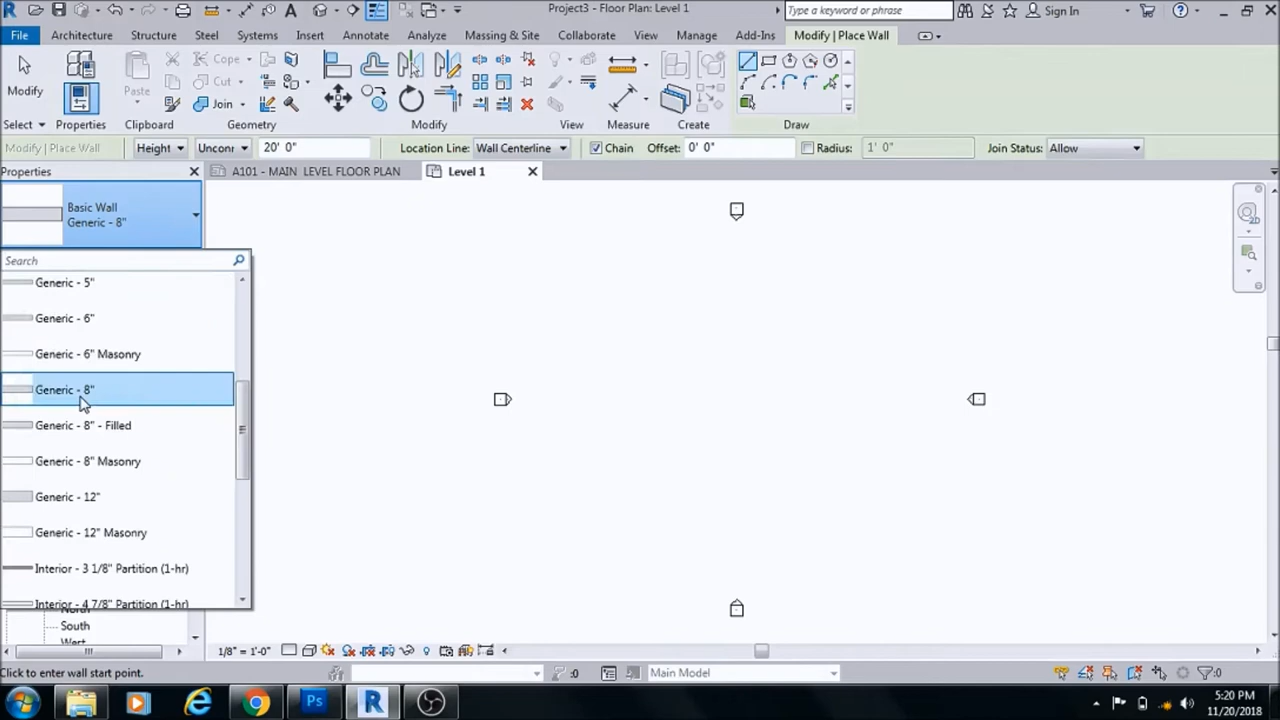 Project3 - Floor Plan: Level 1
Type a keyword or phrase
Sign In
File
Architecture
Structure
Steel
Systems
Insert
Annotate
Analyze
Massing & Site
Collaborate
View
Manage
Add-Ins
Modify | Place Wall
Modify
Paste
Cope
Cut
Join
Select
Properties
Clipboard
Geometry
Modify
View
Measure
Create
Draw
Modify | Place Wall
Height
Uncon:
20' 0"
Location Line:
Wall Centerline
Chain
Offset:
0' 0"
Radius:
1' 0"
Join Status:
Allow
Properties
A101 - MAIN LEVEL FLOOR PLAN
Level 1
Basic Wall
Generic - 8"
Search
Generic - 5"
Generic - 6"
Generic - 6" Masonry
Generic - 8"
Generic - 8" - Filled
Generic - 8" Masonry
Generic - 12"
Generic - 12" Masonry
Interior - 3 1/8" Partition (1-hr)
Interior - 4 7/8" Partition (1-hr)
North
South
West
1/8" = 1'-0"
Click to enter wall start point.
:0
Main Model
:0
Ps
5:20 PM
11/20/2018